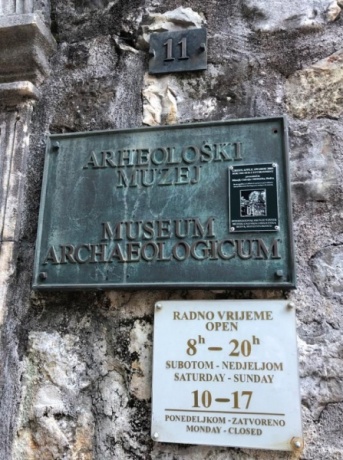 11
ARHEOLOŠKI
MUZEJ
MUSEUM
ARCHAEOLOGICUM
RADNO VRIJEME
OPEN
8ʰ – 20ʰ
SUBOTOM - NEDJELJOM
SATURDAY - SUNDAY
10 – 17
PONEDELJKOM - ZATVORENO
MONDAY - CLOSED